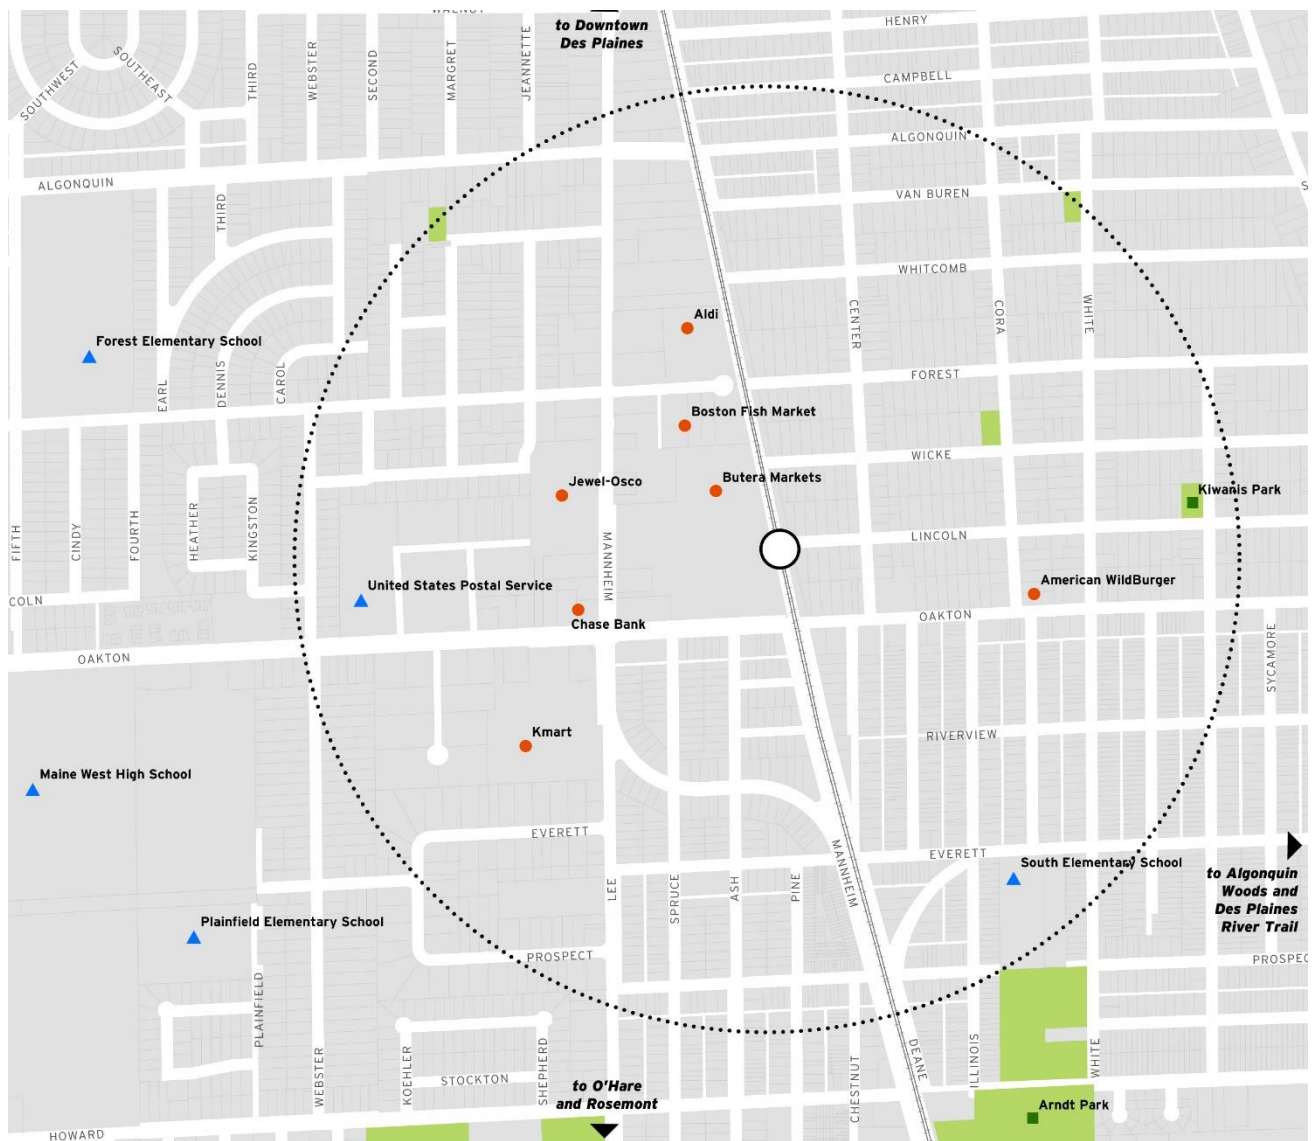 WALNUT
to Downtown
Des Plaines
HENRY
SOUTHWEST
SOUTHEAST
THIRD
WEBSTER
SECOND
MARGRET
JEANNETTE
CAMPBELL
ALGONQUIN
ALGONQUIN
VAN BUREN
THIRD
WHITCOMB
Aldi
CENTER
CORA
WHITE
Forest Elementary School
EARL
DENNIS
CAROL
FOREST
Boston Fish Market
WICKE
Jewel-Osco
Butera Markets
Kiwanis Park
FIFTH
CINDY
FOURTH
HEATHER
KINGSTON
MANNHEIM
LINCOLN
United States Postal Service
American WildBurger
COLN
Chase Bank
OAKTON
OAKTON
SYCAMORE
Kmart
RIVERVIEW
Maine West High School
EVERETT
MANNHEIM
EVERETT
South Elementary School
LEE
SPRUCE
ASH
PINE
to Algonquin
Woods and
Des Plaines
River Trail
Plainfield Elementary School
PROSPECT
PROSPEC
PLAINFIELD
WEBSTER
KOEHLER
STOCKTON
SHEPHERD
CHESTNUT
DEANE
ILLINOIS
WHITE
to O'Hare
and Rosemont
Arndt Park
HOWARD